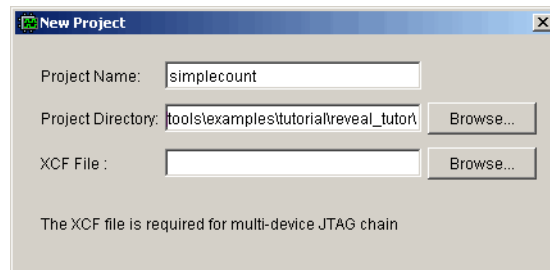 New Project
Project Name: simplecount
Project Directory: tools\examples\tutorial\reveal_tutor\ Browse...
XCF File : Browse...
The XCF file is required for multi-device JTAG chain